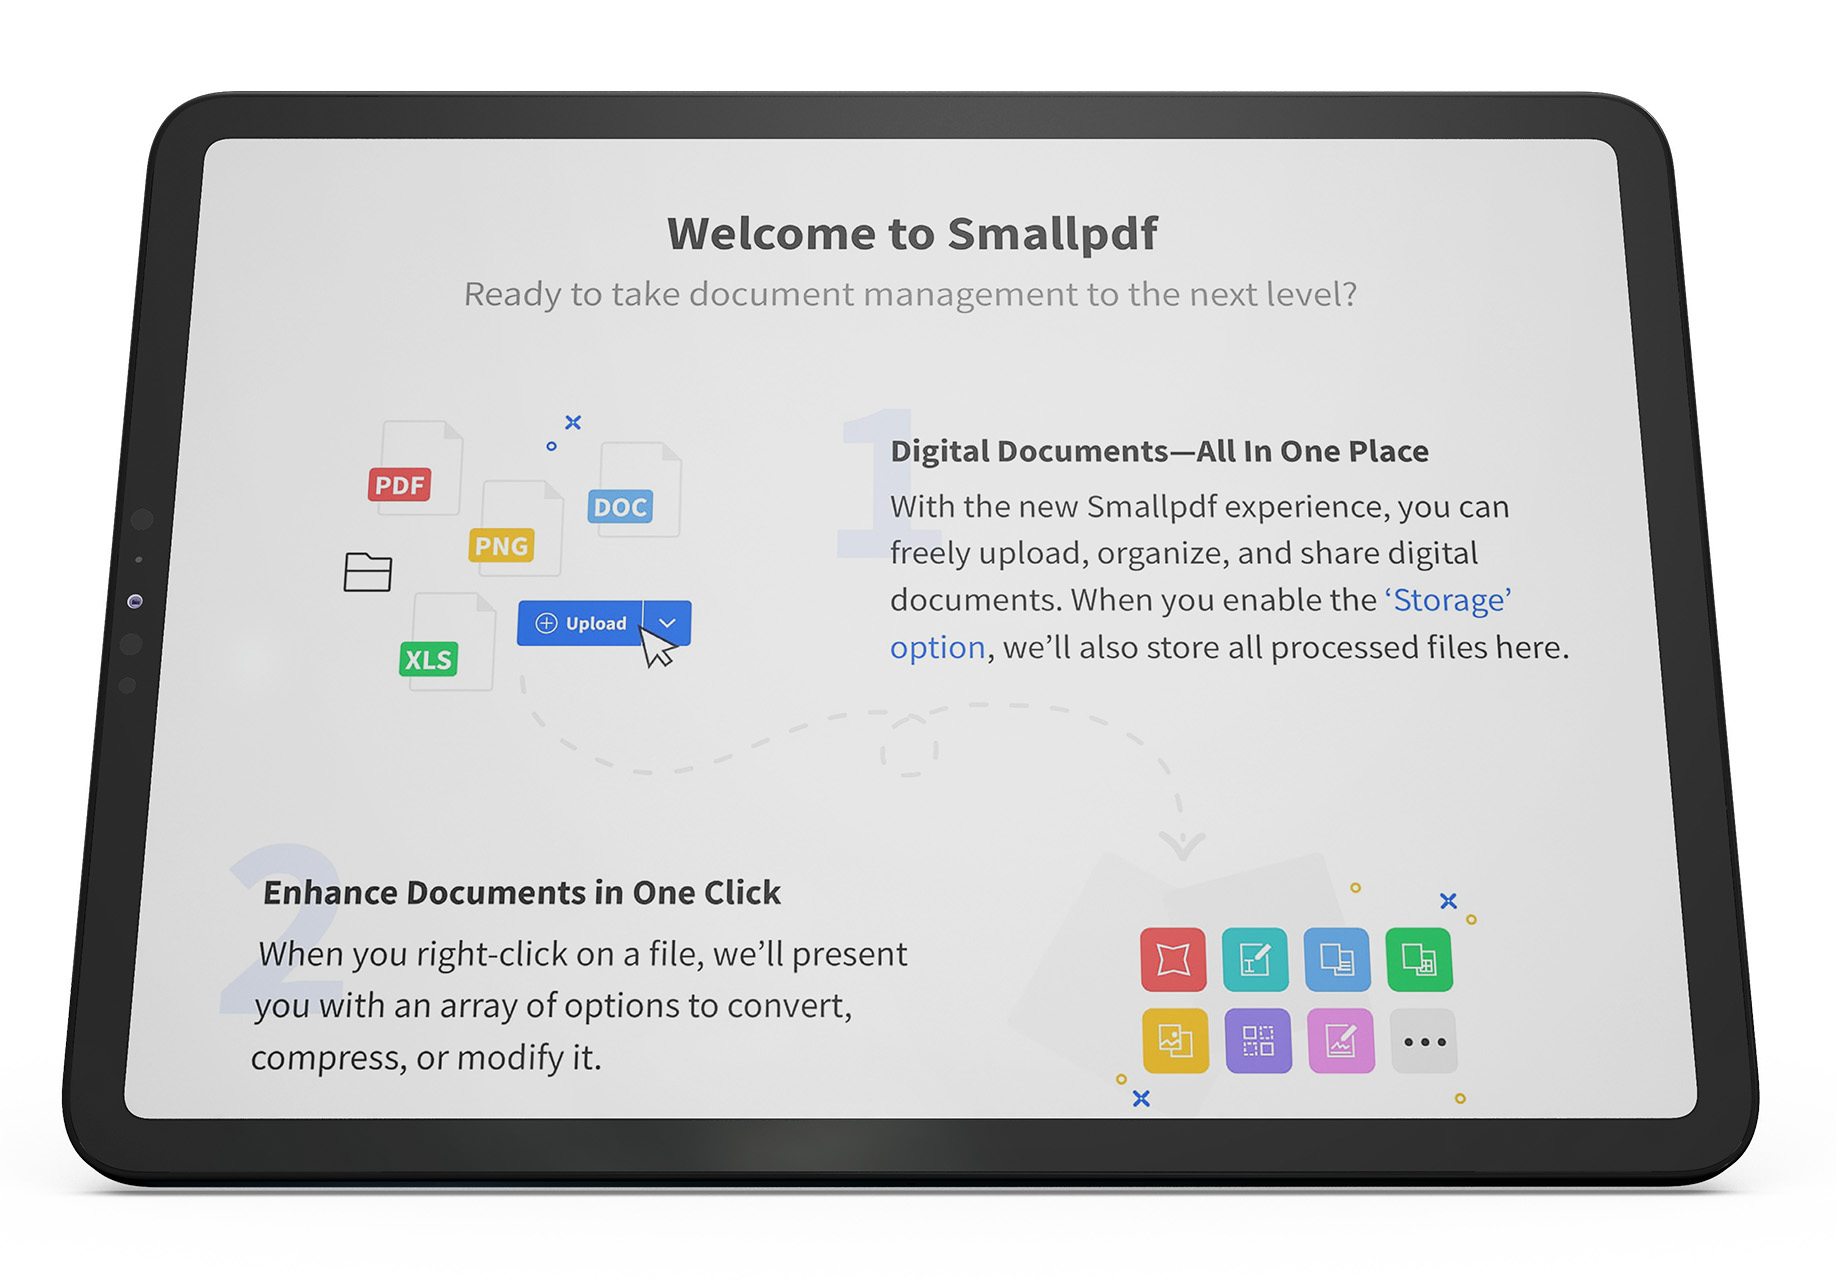 Welcome to Smallpdf
Ready to take document management to the next level?
PDF
DOC
PNG
XLS
Upload
1
Digital Documents—All In One Place
With the new Smallpdf experience, you can
freely upload, organize, and share digital
documents. When you enable the ‘Storage’
option, we’ll also store all processed files here.
2
Enhance Documents in One Click
When you right-click on a file, we’ll present
you with an array of options to convert,
compress, or modify it.